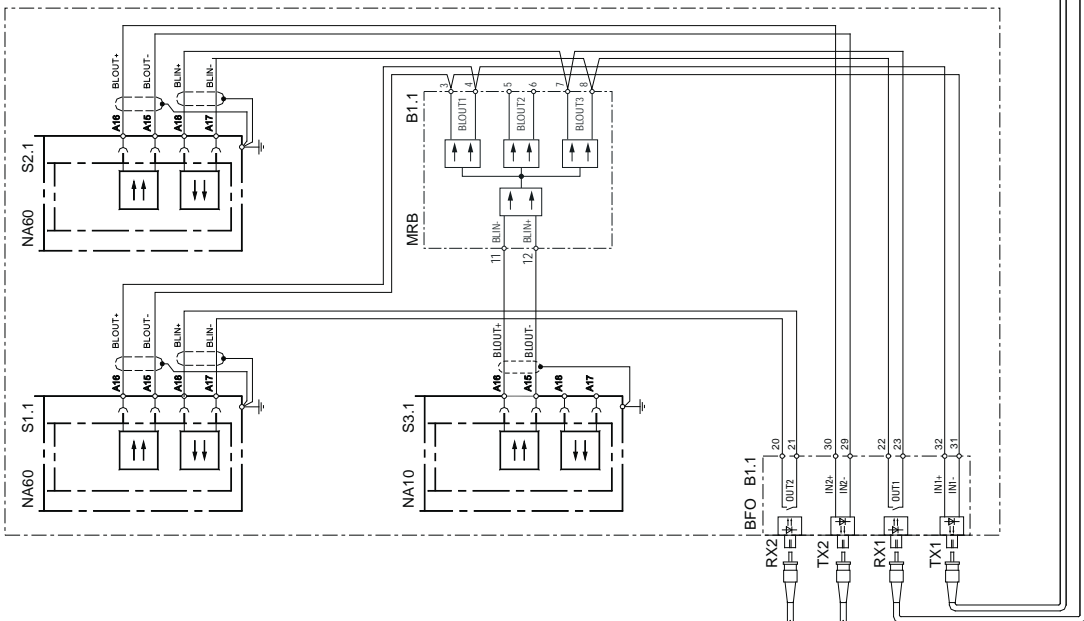 BLOUT+
BLOUT-
BLIN+
BLIN-
A16
A15
A18
A17
S2.1
NA60
B1.1
3
4
5
6
7
8
BLOUT1
BLOUT2
BLOUT3
MRB
BLIN-
BLIN+
11
12
BLOUT+
BLOUT-
BLIN+
BLIN-
A16
A15
A18
A17
S1.1
NA60
BLOUT+
BLOUT-
A16
A15
A18
A17
S3.1
NA10
20
21
30
29
22
23
32
31
B1.1
BFO
OUT2
IN2+
IN2-
OUT1
IN1+
IN1-
RX2
TX2
RX1
TX1